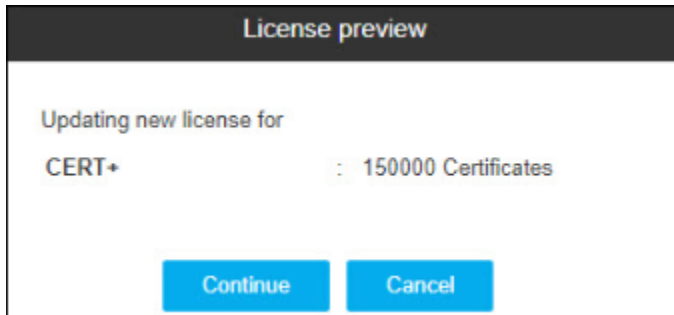 License preview
Updating new license for
CERT+ : 150000 Certificates
Continue Cancel